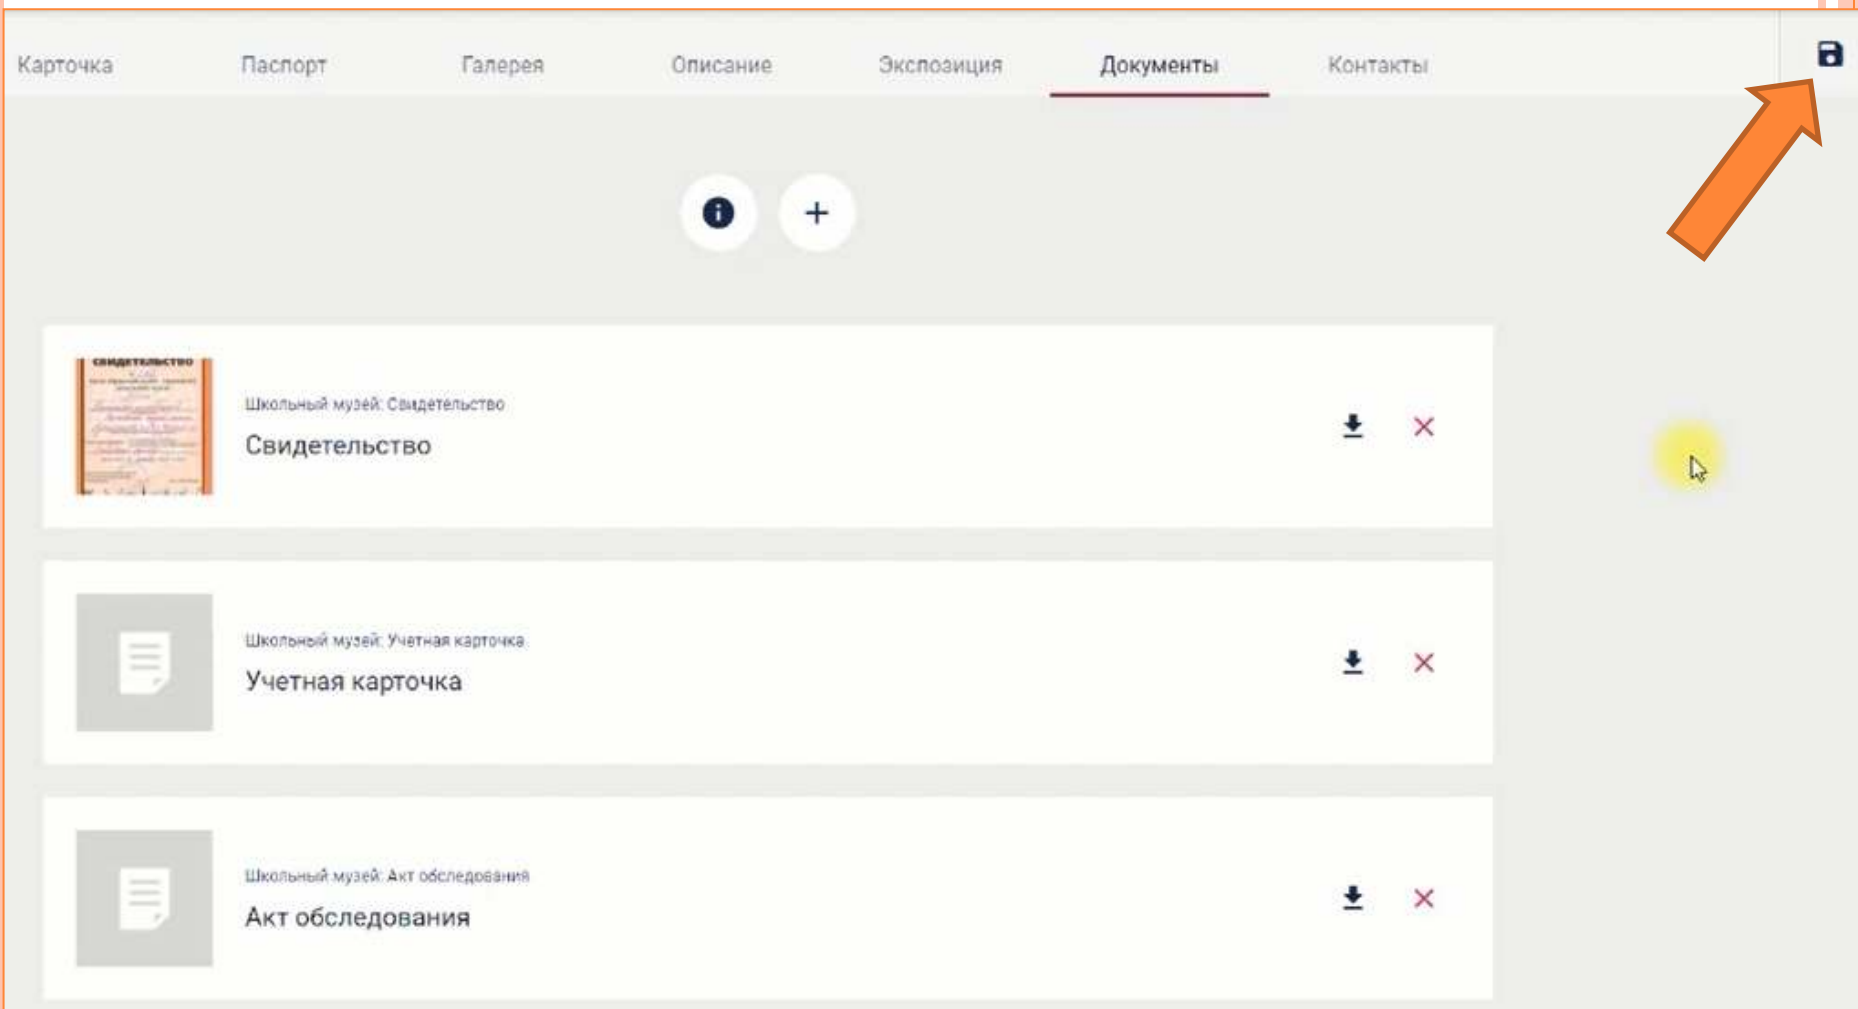 Карточка Паспорт Галерея Описание Экспозиция Документы Контакты
СВИДЕТЕЛЬСТВО
Школьный музей: Свидетельство
Свидетельство
Школьный музей: Учетная карточка
Учетная карточка
Школьный музей: Акт обследования
Акт обследования